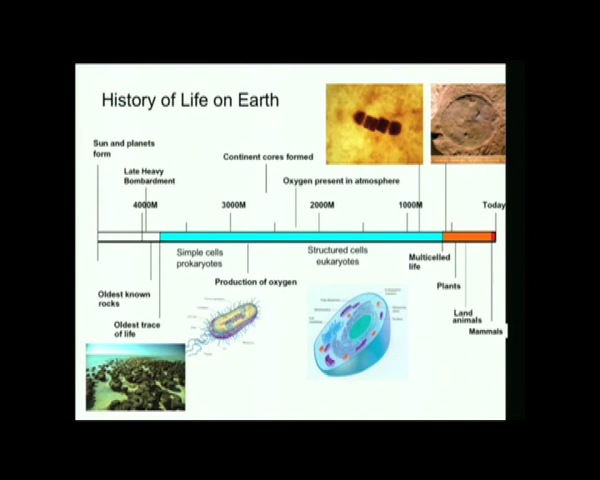 History of Life on Earth
Sun and planets
form
Continent cores formed
Late Heavy
Bombardment
Oxygen present in atmosphere
4000M
3000M
2000M
1000M
Today
Simple cells
prokaryotes
Structured cells
eukaryotes
Multicelled
life
Production of oxygen
Plants
Oldest known
rocks
Land
animals
Oldest trace
of life
Mammals